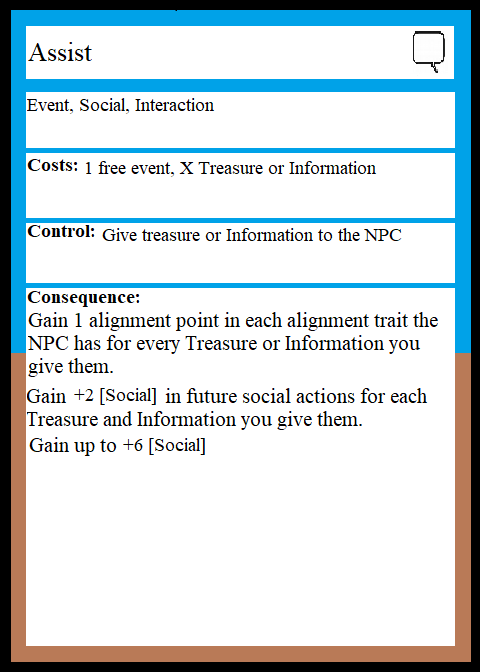 Assist
Event, Social, Interaction
Costs: 1 free event, X Treasure or Information
Control: Give treasure or Information to the NPC
Consequence:
Gain 1 alignment point in each alignment trait the
NPC has for every Treasure or Information you
give them.
Gain +2 [Social] in future social actions for each
Treasure and Information you give them.
Gain up to +6 [Social]